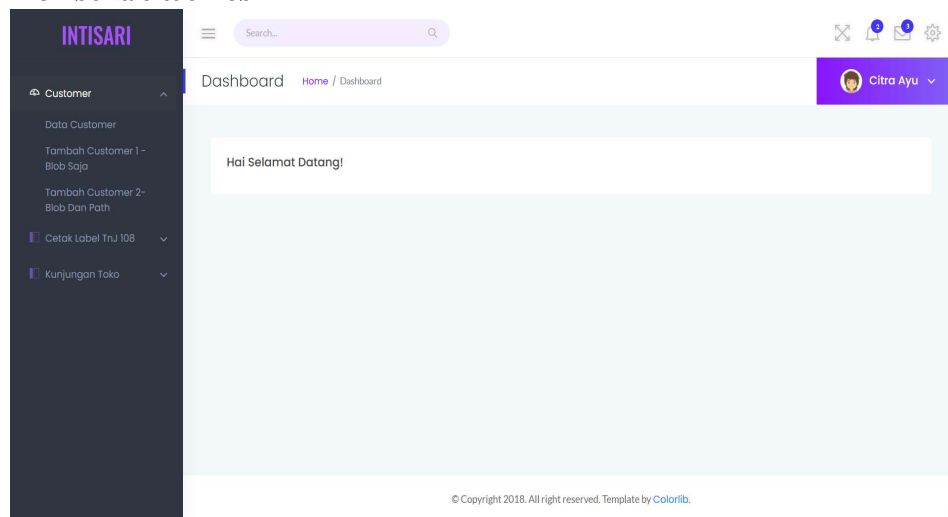 INTISARI
Search...
2
3
Dashboard
Home / Dashboard
Citra Ayu
Customer
Data Customer
Tambah Customer 1 -
Blob Saja
Tambah Customer 2-
Blob Dan Path
Cetak Label TnJ 108
Kunjungan Toko
Hai Selamat Datang!
© Copyright 2018. All right reserved. Template by Colorlib.